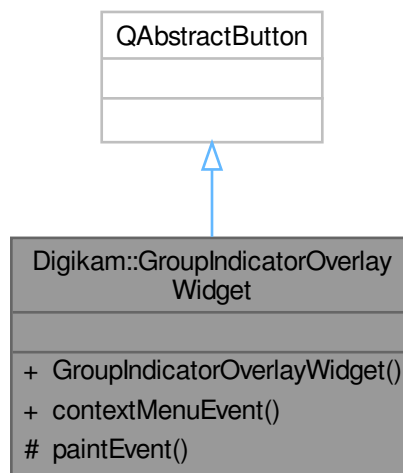 QAbstractButton
Digikam::GroupIndicatorOverlay
Widget
+ GroupIndicatorOverlayWidget()
+ contextMenuEvent()
# paintEvent()